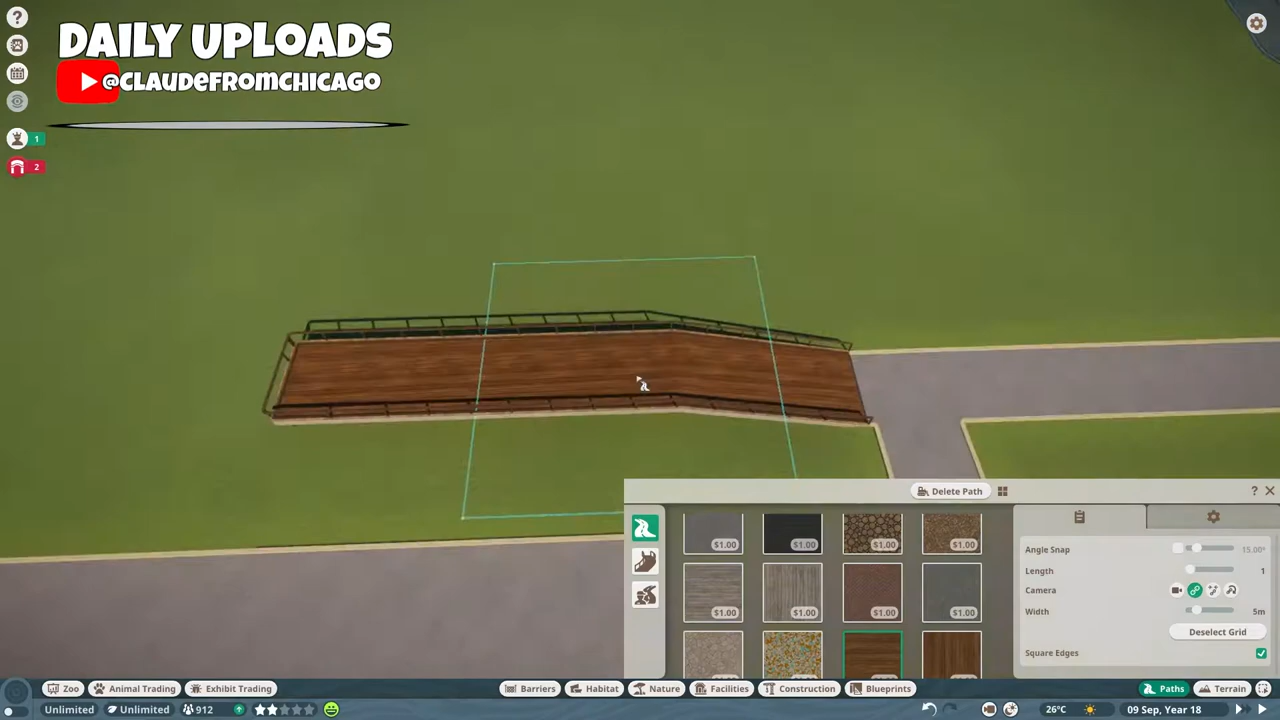 ?
DAILY UPLOADS
@CLAUDEFROMCHICAGO
1
2
Delete Path
? ×
$1.00 $1.00 $1.00 $1.00
$1.00 $1.00 $1.00 $1.00
Angle Snap 15.00°
Length 1
Camera
Width 5m
Deselect Grid
Square Edges
Zoo Animal Trading Exhibit Trading Barriers Habitat Nature Facilities Construction Blueprints Paths Terrain
Unlimited Unlimited 912 26°C 09 Sep, Year 18